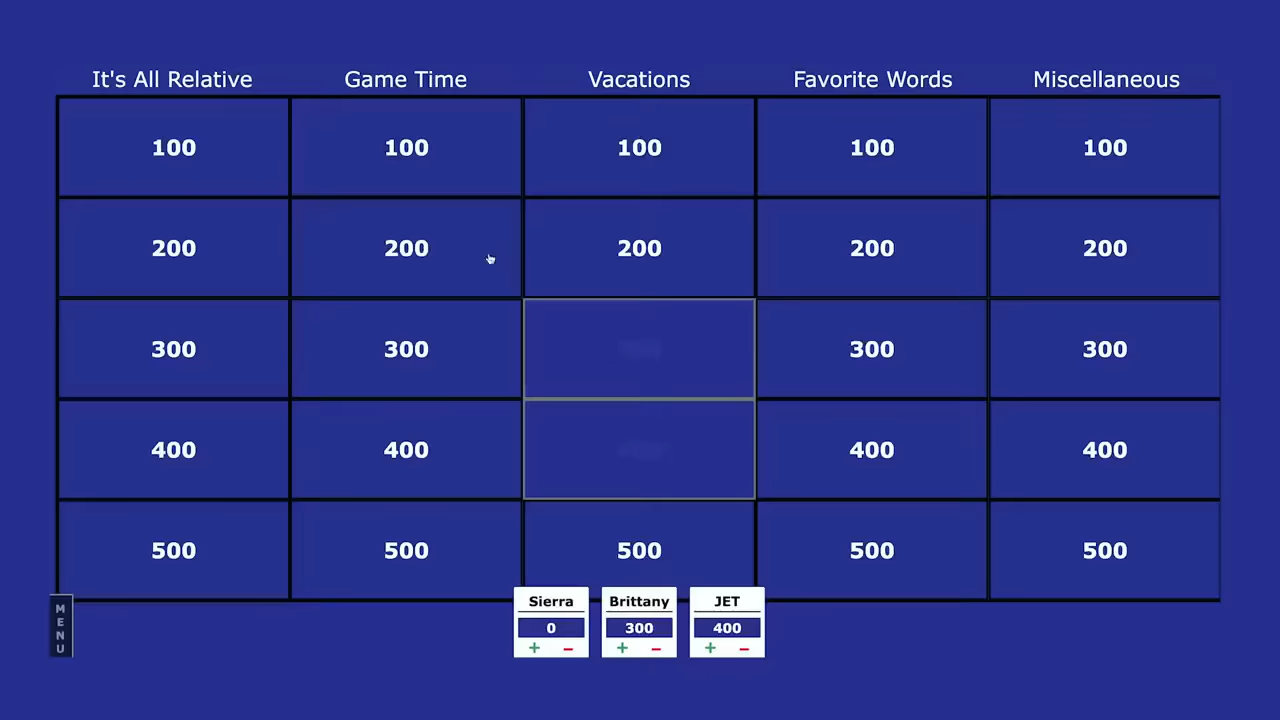 It's All Relative Game Time Vacations Favorite Words Miscellaneous
100 100 100 100 100
200 200 200 200 200
300 300 300 300
400 400 400 400
500 500 500 500 500
MENU
Sierra Brittany JET
0 300 400
+ − + − + −